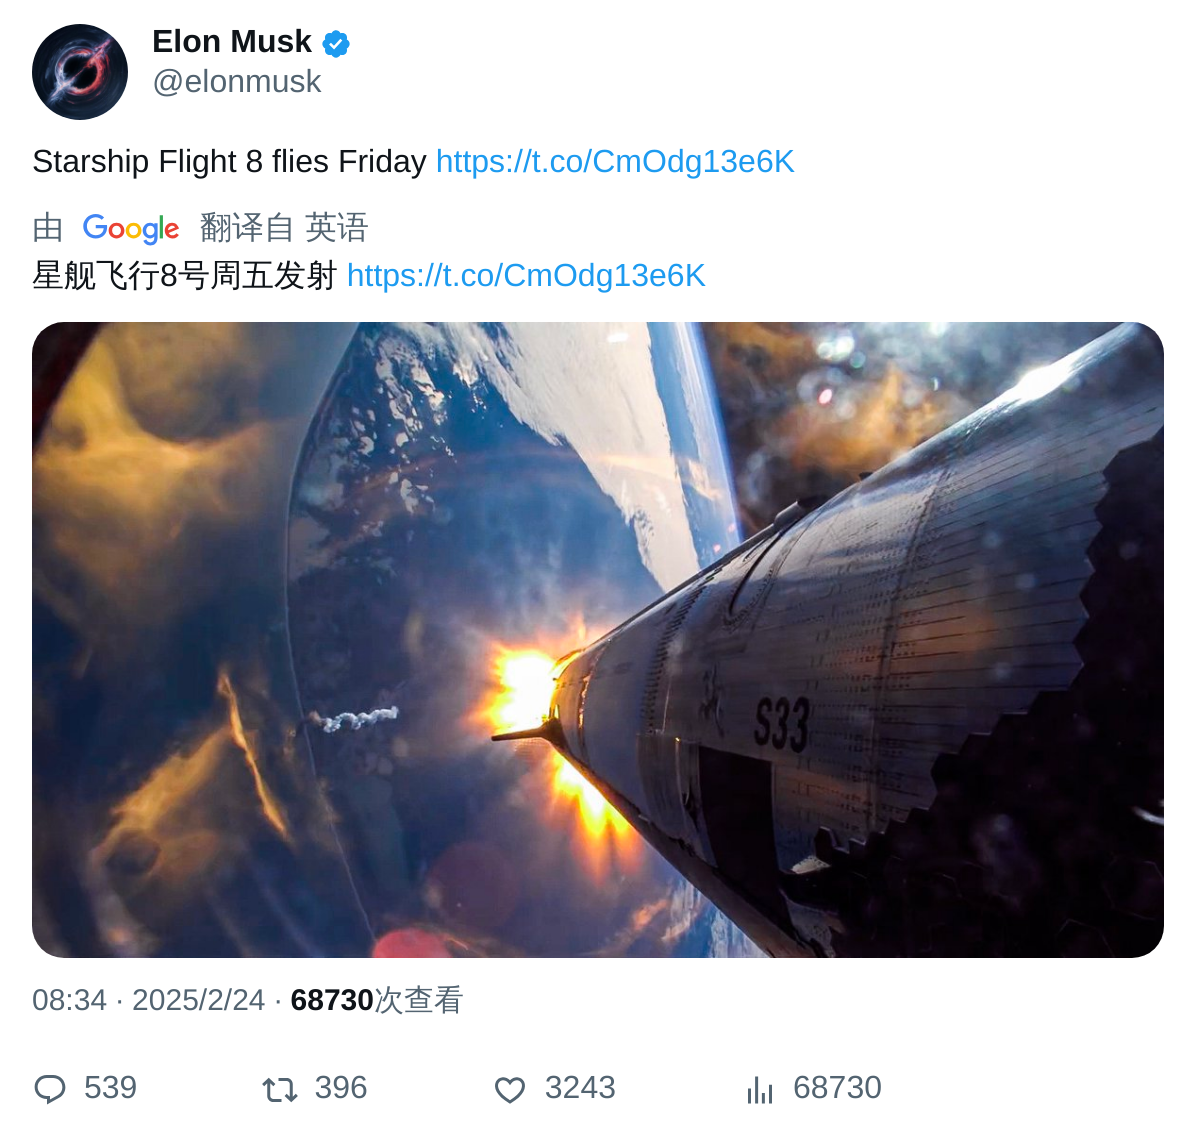 Elon Musk
@elonmusk
Starship Flight 8 flies Friday https://t.co/CmOdg13e6K
由 Google 翻译自 英语
星舰飞行8号周五发射 https://t.co/CmOdg13e6K
S33
08:34 · 2025/2/24 · 68730次查看
539 396 3243 68730